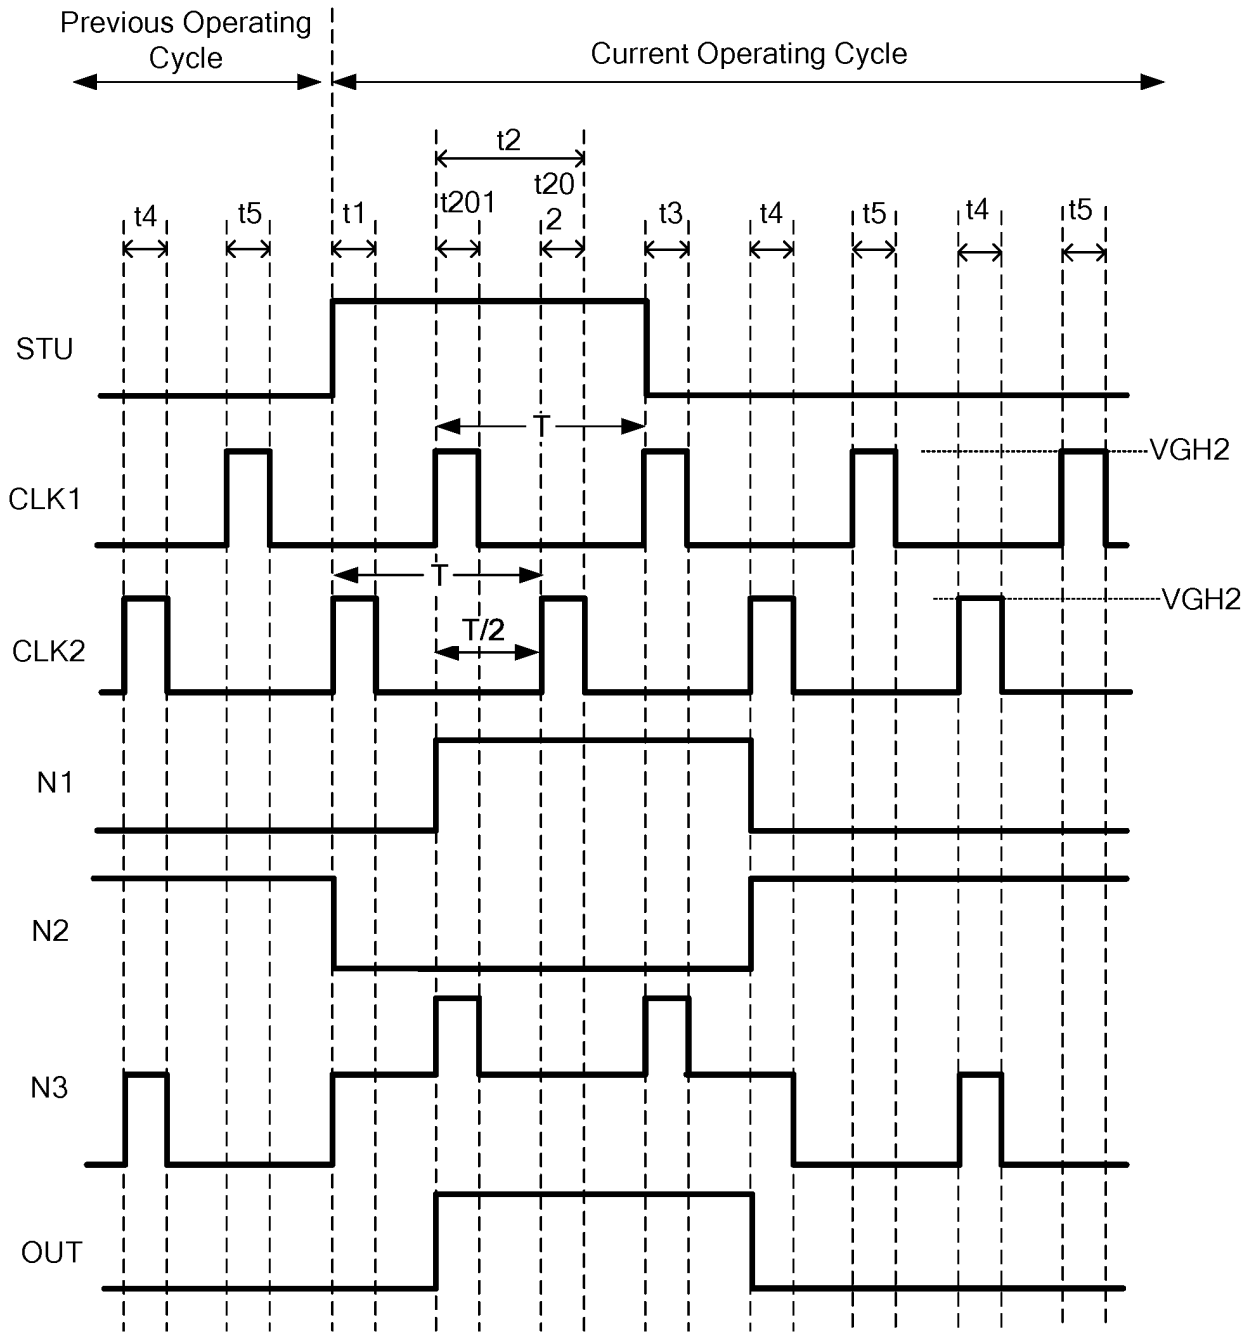 Previous Operating
Cycle
Current Operating Cycle
t2
t4
t5
t1
t201
t20
2
t3
t4
t5
t4
t5
STU
T
VGH2
CLK1
T
VGH2
CLK2
T/2
N1
N2
N3
OUT